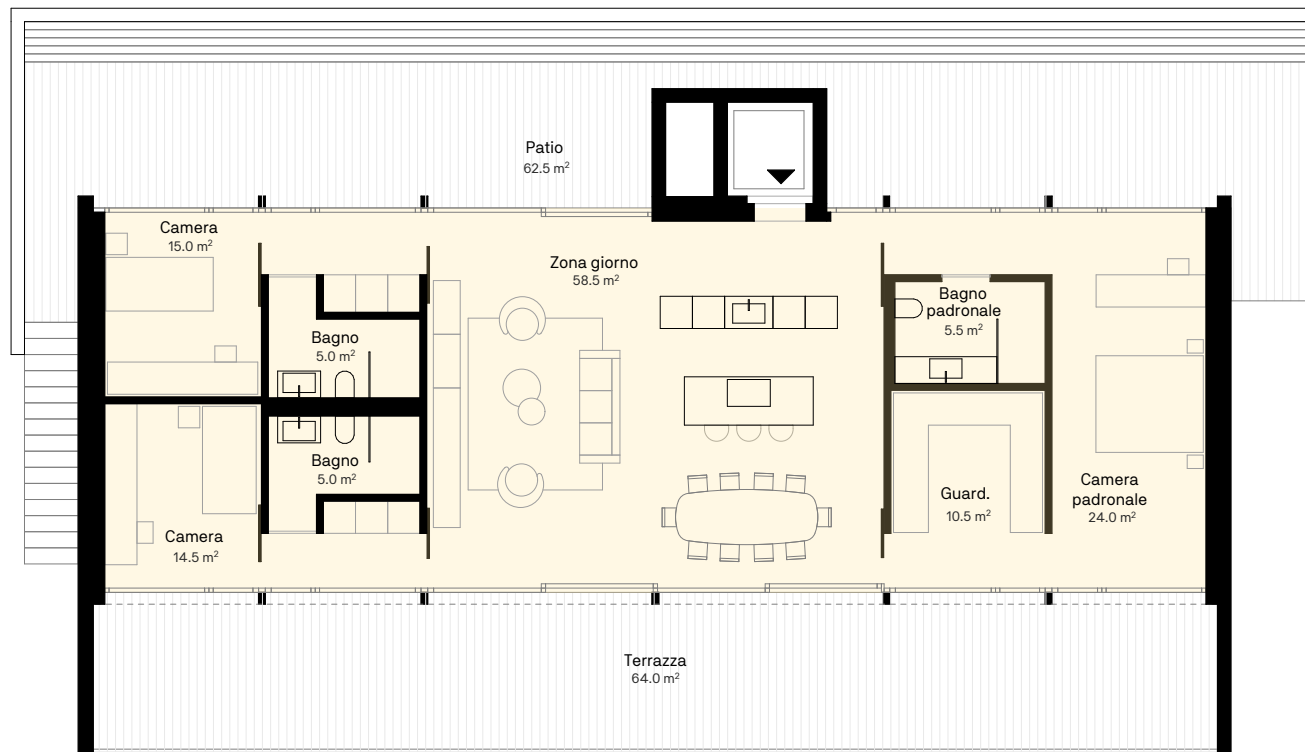 Patio
62.5 m²
Camera
15.0 m²
Zona giorno
58.5 m²
Bagno
padronale
5.5 m²
Bagno
5.0 m²
Bagno
5.0 m²
Camera
padronale
24.0 m²
Guard.
10.5 m²
Camera
14.5 m²
Terrazza
64.0 m²